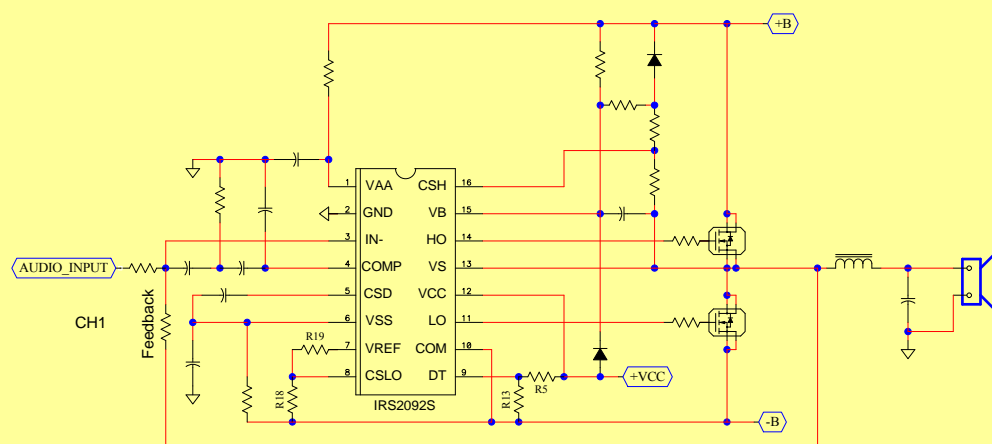 +B
1 VAA CSH 16
2 GND VB 15
3 IN- HO 14
AUDIO_INPUT
4 COMP VS 13
5 CSD VCC 12
CH1
Feedback
6 VSS LO 11
R19
7 VREF COM 10
8 CSLO DT 9
+VCC
R5
R18
R13
IRS2092S
-B